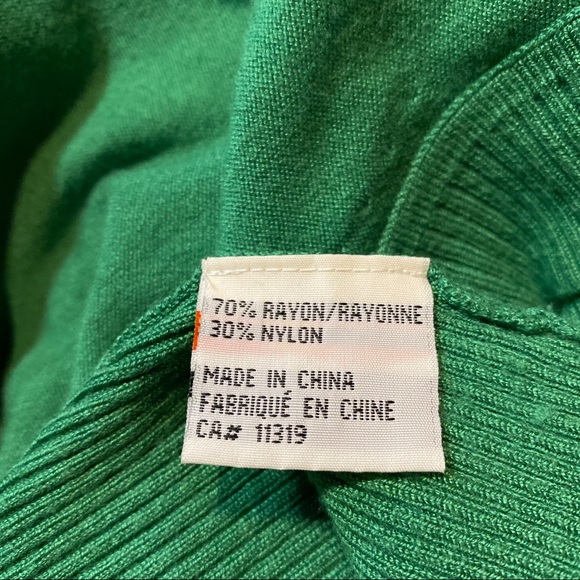 70% RAYON/RAYONNE
30% NYLON
MADE IN CHINA
FABRIQUÉ EN CHINE
CA# 11319